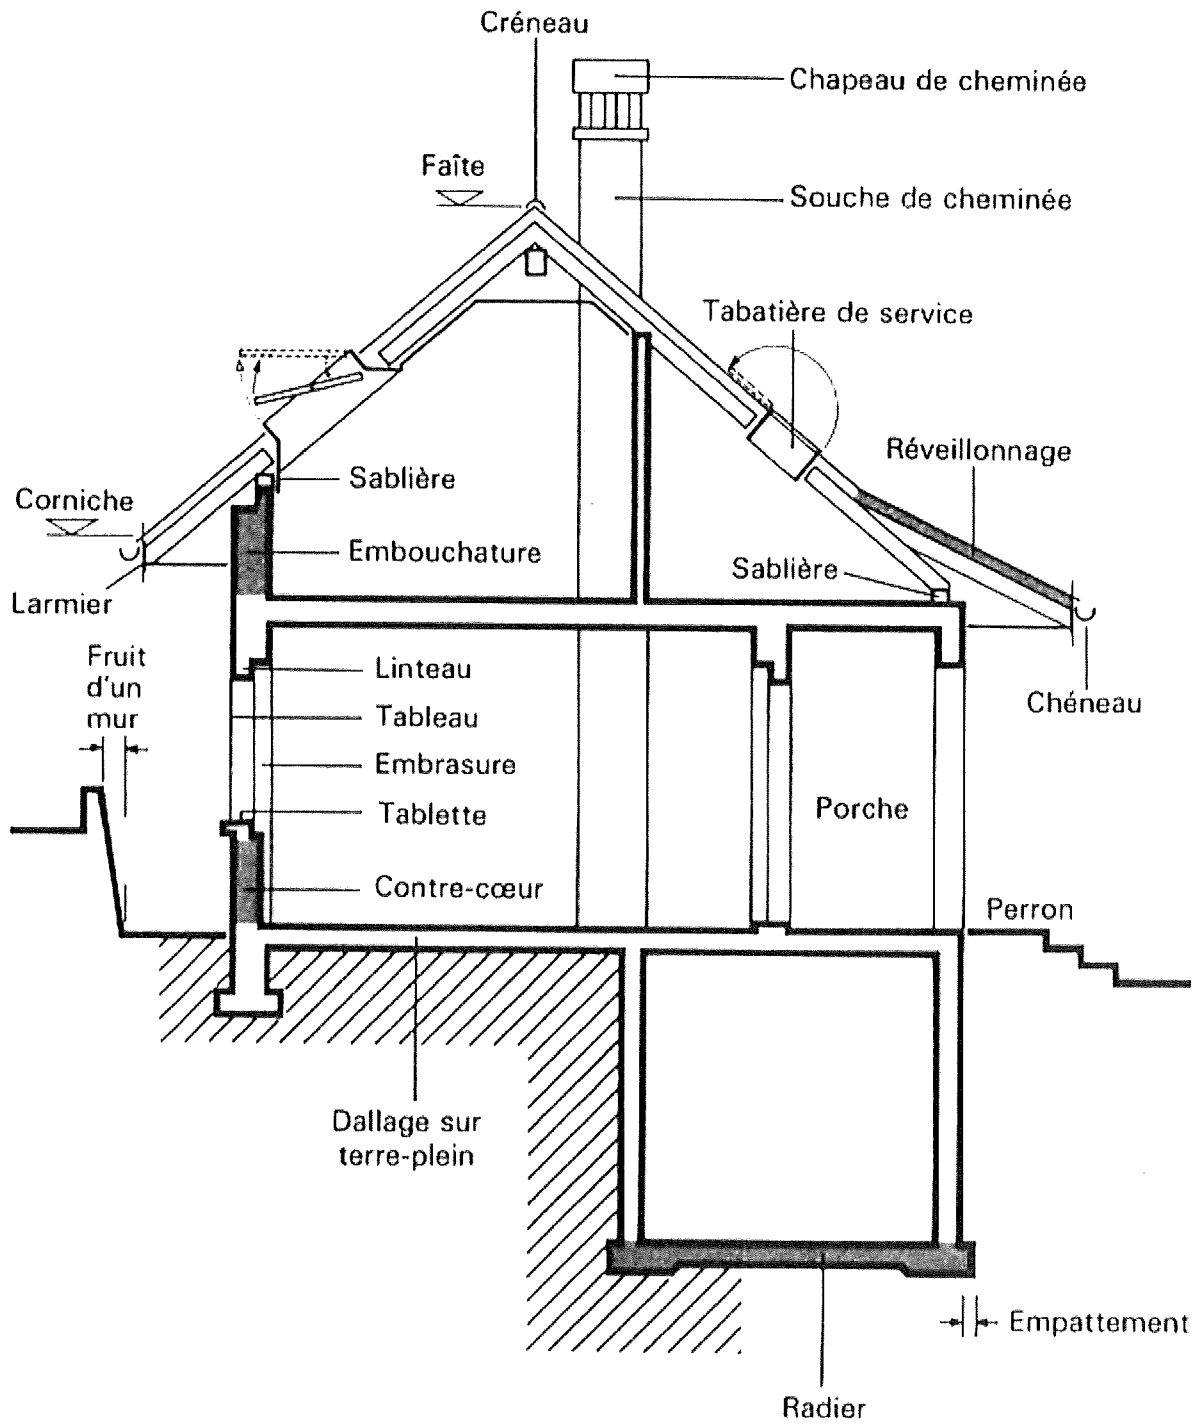 Créneau
Chapeau de cheminée
Faîte
Souche de cheminée
Tabatière de service
Réveillonnage
Sablière
Corniche
Embouchature
Sablière
Larmier
Fruit
d'un
mur
Linteau
Chéneau
Tableau
Embrasure
Tablette
Porche
Contre-cœur
Perron
Dallage sur
terre-plein
Empattement
Radier